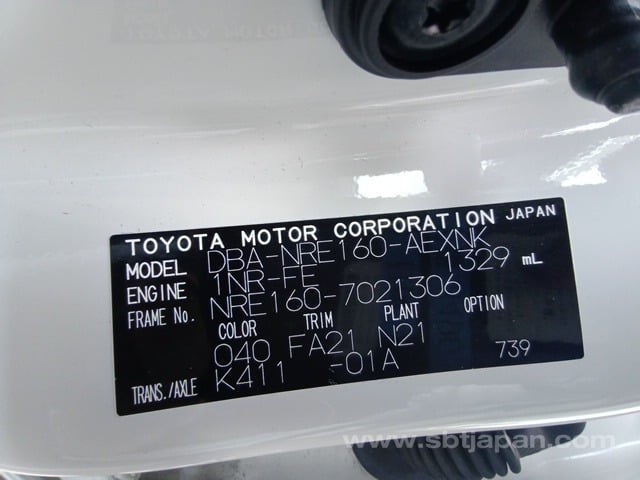 TOYOTA MOTOR CORPORATION JAPAN
MODEL DBA-NRE160-AEXNK
ENGINE 1NR-FE 1329 mL
FRAME No. NRE160-7021306
COLOR TRIM PLANT OPTION
040 FA21 N21
TRANS./AXLE K411 -01A 739
www.sbtjapan.com